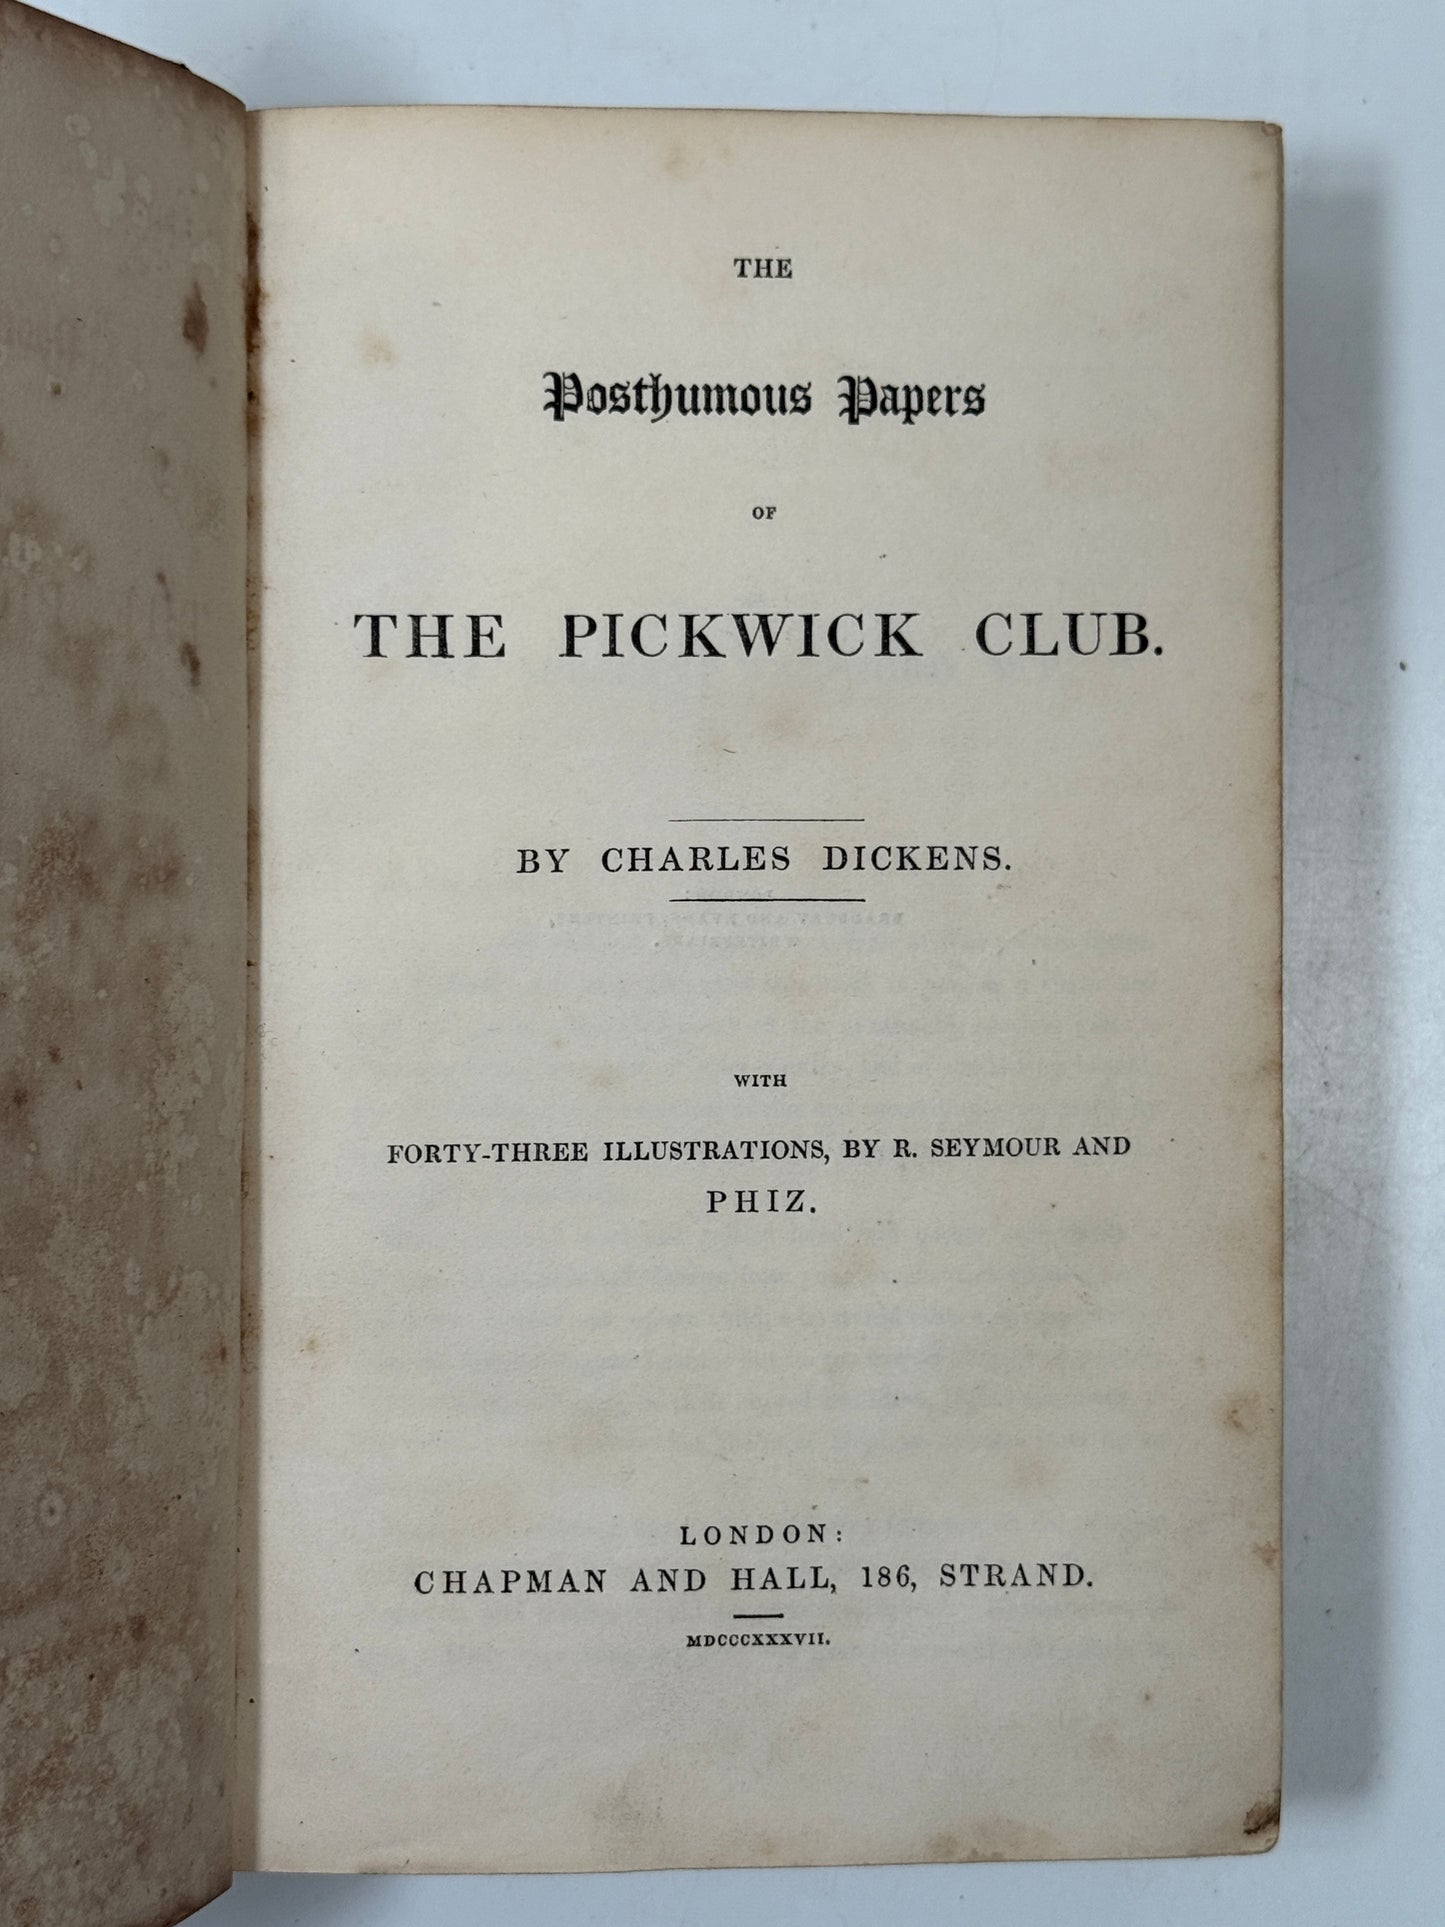 THE
Posthumous Papers
OF
THE PICKWICK CLUB.
BY CHARLES DICKENS.
WITH
FORTY-THREE ILLUSTRATIONS, BY R. SEYMOUR AND
PHIZ.
LONDON:
CHAPMAN AND HALL, 186, STRAND.
MDCCCXXXVII.